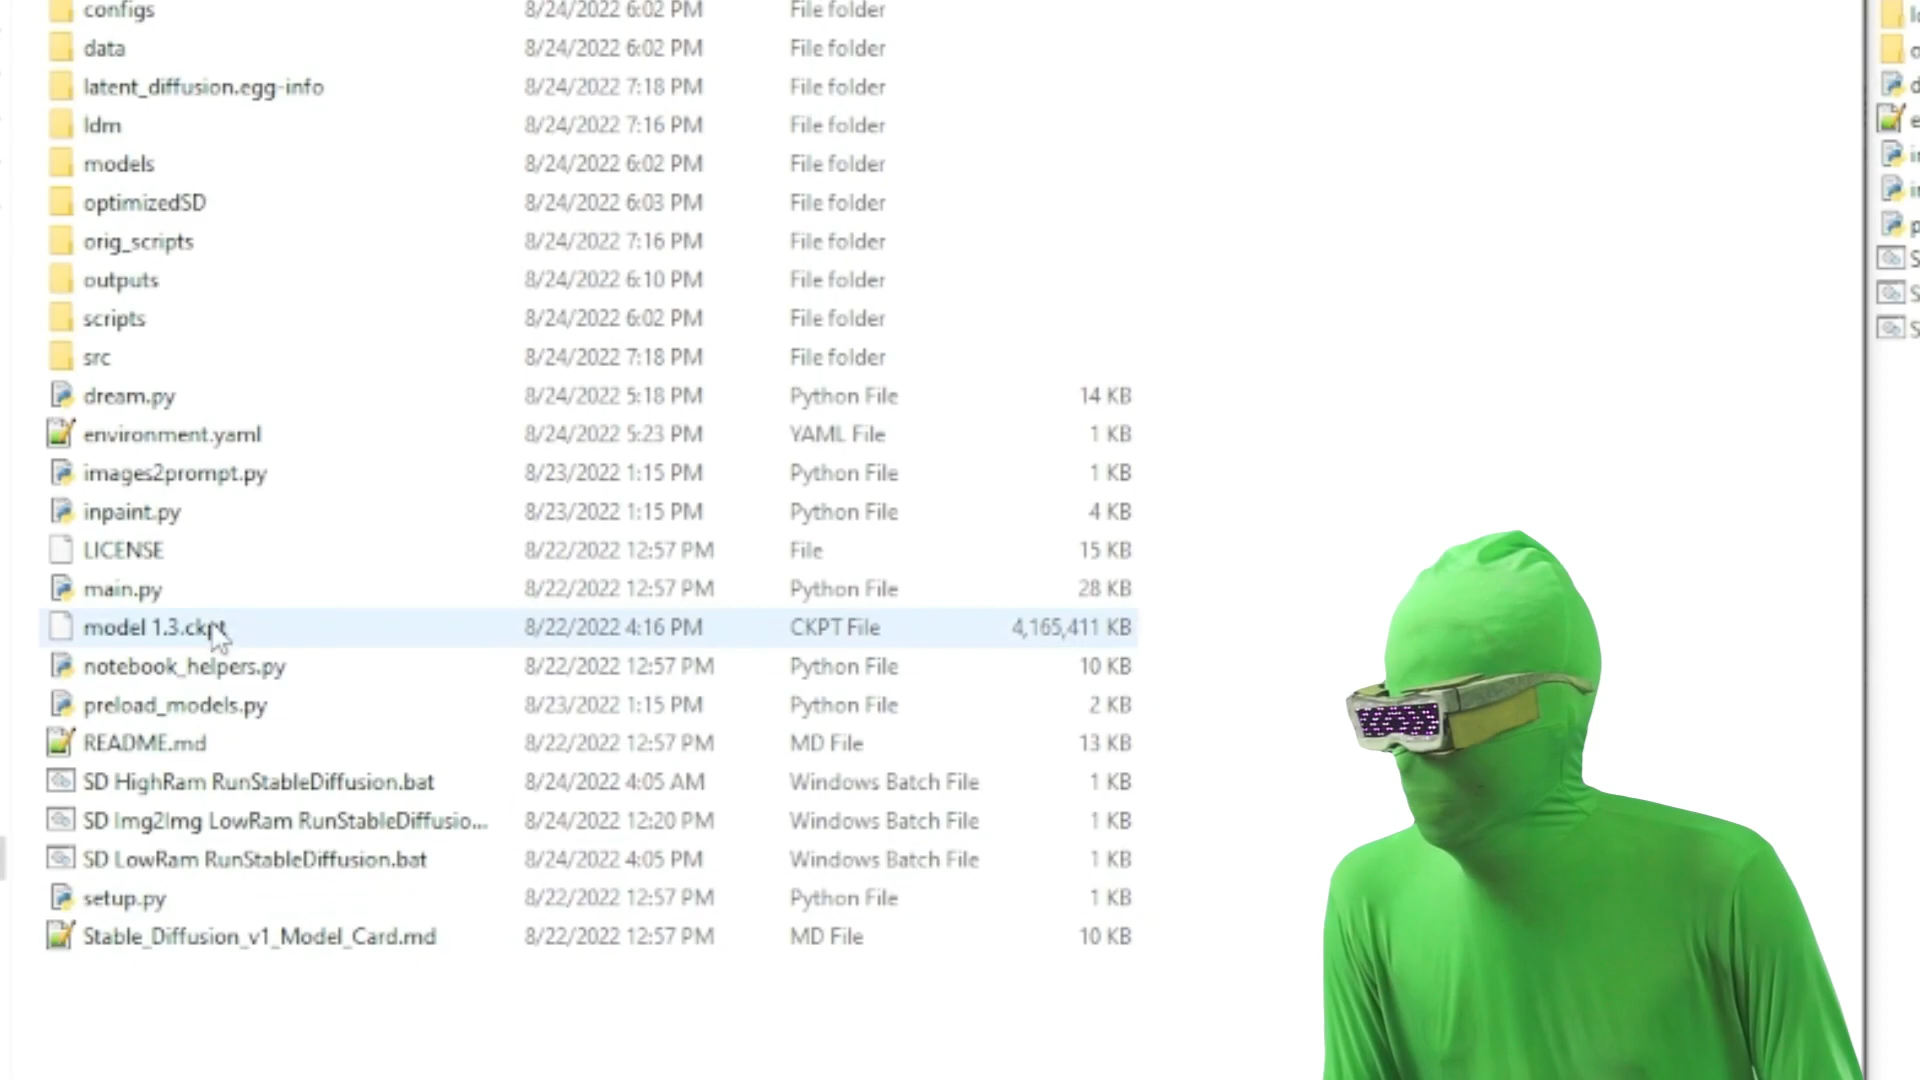 configs 8/24/2022 6:02 PM File folder
data 8/24/2022 6:02 PM File folder
latent_diffusion.egg-info 8/24/2022 7:18 PM File folder
ldm 8/24/2022 7:16 PM File folder
models 8/24/2022 6:02 PM File folder
optimizedSD 8/24/2022 6:03 PM File folder
orig_scripts 8/24/2022 7:16 PM File folder
outputs 8/24/2022 6:10 PM File folder
scripts 8/24/2022 6:02 PM File folder
src 8/24/2022 7:18 PM File folder
dream.py 8/24/2022 5:18 PM Python File 14 KB
environment.yaml 8/24/2022 5:23 PM YAML File 1 KB
images2prompt.py 8/23/2022 1:15 PM Python File 1 KB
inpaint.py 8/23/2022 1:15 PM Python File 4 KB
LICENSE 8/22/2022 12:57 PM File 15 KB
main.py 8/22/2022 12:57 PM Python File 28 KB
model 1.3.ckpt 8/22/2022 4:16 PM CKPT File 4,165,411 KB
notebook_helpers.py 8/22/2022 12:57 PM Python File 10 KB
preload_models.py 8/23/2022 1:15 PM Python File 2 KB
README.md 8/22/2022 12:57 PM MD File 13 KB
SD HighRam RunStableDiffusion.bat 8/24/2022 4:05 AM Windows Batch File 1 KB
SD Img2Img LowRam RunStableDiffusio... 8/24/2022 12:20 PM Windows Batch File 1 KB
SD LowRam RunStableDiffusion.bat 8/24/2022 4:05 PM Windows Batch File 1 KB
setup.py 8/22/2022 12:57 PM Python File 1 KB
Stable_Diffusion_v1_Model_Card.md 8/22/2022 12:57 PM MD File 10 KB